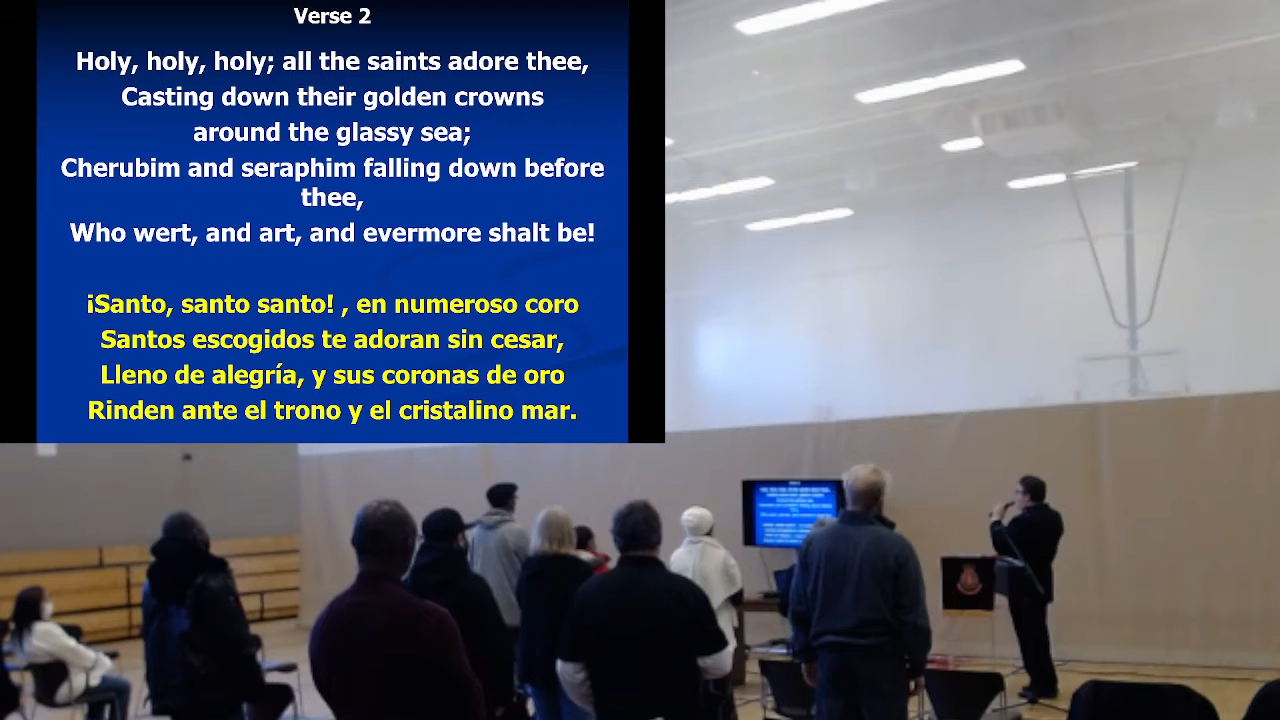 Verse 2
Holy, holy, holy; all the saints adore thee,
Casting down their golden crowns
around the glassy sea;
Cherubim and seraphim falling down before
thee,
Who wert, and art, and evermore shalt be!
¡Santo, santo santo! , en numeroso coro
Santos escogidos te adoran sin cesar,
Lleno de alegría, y sus coronas de oro
Rinden ante el trono y el cristalino mar.